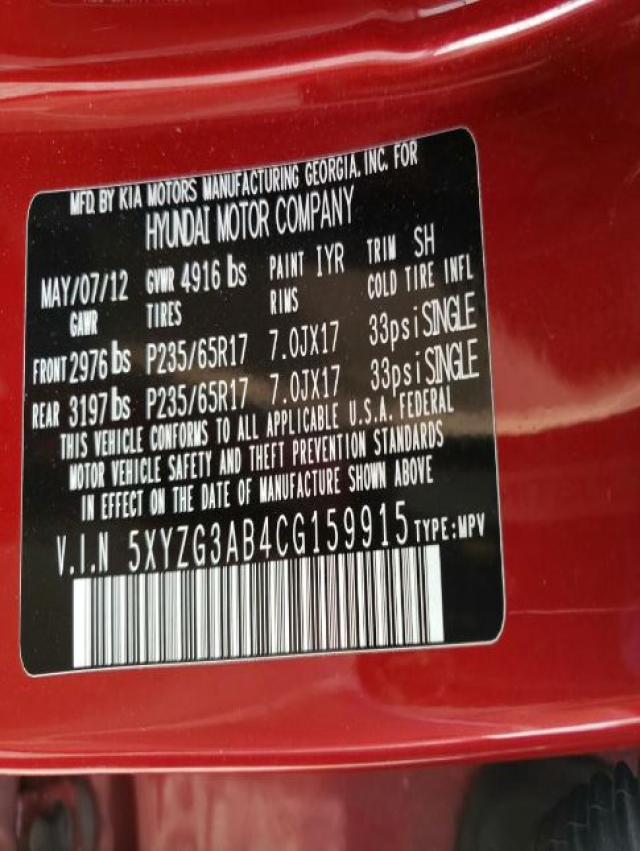 MFD. BY KIA MOTORS MANUFACTURING GEORGIA, INC. FOR
HYUNDAI MOTOR COMPANY
MAY/07/12 GVWR 4916 bs PAINT IYR TRIM SH
GAWR TIRES RIMS COLD TIRE INFL
FRONT 2976 bs P235/65R17 7.0JX17 33psi SINGLE
REAR 3197 bs P235/65R17 7.0JX17 33psi SINGLE
THIS VEHICLE CONFORMS TO ALL APPLICABLE U.S.A. FEDERAL
MOTOR VEHICLE SAFETY AND THEFT PREVENTION STANDARDS
IN EFFECT ON THE DATE OF MANUFACTURE SHOWN ABOVE
V.I.N 5XYZG3AB4CG159915 TYPE:MPV